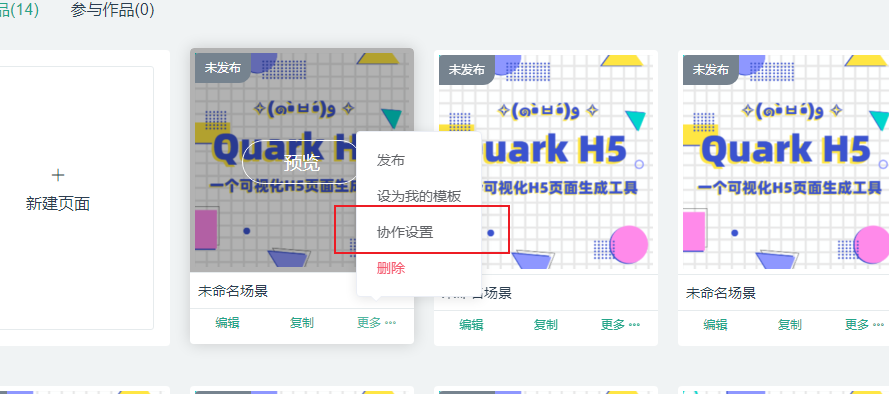 品(14) 参与作品(0)
未发布
✧(๑•̀ㅂ•́)و ✧
Quark H5
预览
一个可视化H5页
发布
设为我的模板
协作设置
删除
未命名场景
编辑 复制 更多 •••
未发布
✧(๑•̀ㅂ•́)و ✧
uark H5
可视化H5页面生成工具
未命名场景
编辑 复制 更多 •••
未发布
✧(๑•̀ㅂ•́)و ✧
Quark H5
一个可视化H5页面生成工具
未命名场景
编辑 复制 更多 •••
+
新建页面